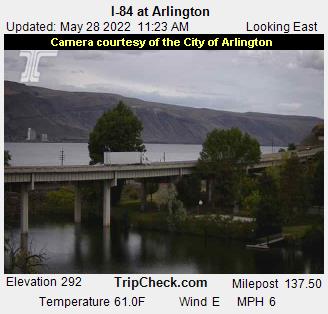 I-84 at Arlington
Updated: May 28 2022 11:23 AM Looking East
Camera courtesy of the City of Arlington
Elevation 292 TripCheck.com Milepost 137.50
Temperature 61.0F Wind E MPH 6